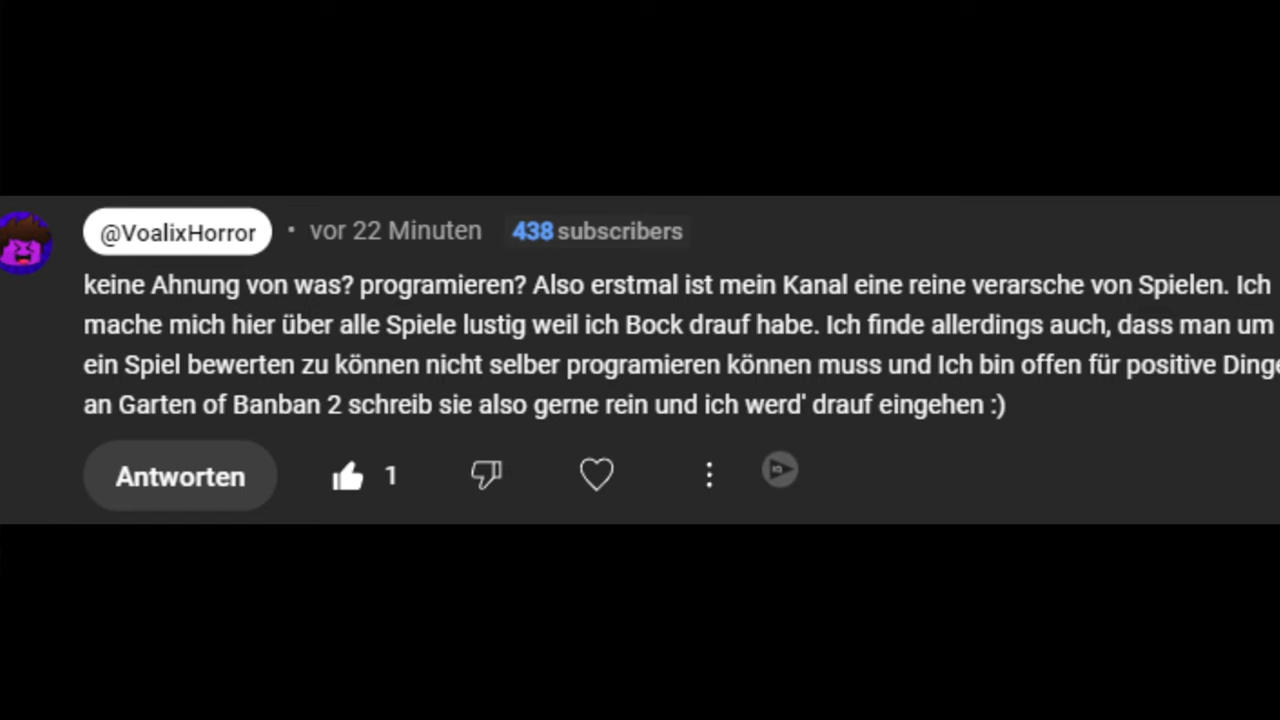 @VoalixHorror • vor 22 Minuten 438 subscribers
keine Ahnung von was? programieren? Also erstmal ist mein Kanal eine reine verarsche von Spielen. Ich
mache mich hier über alle Spiele lustig weil ich Bock drauf habe. Ich finde allerdings auch, dass man um
ein Spiel bewerten zu können nicht selber programieren können muss und Ich bin offen für positive Dinge
an Garten of Banban 2 schreib sie also gerne rein und ich werd' drauf eingehen :)
Antworten 1